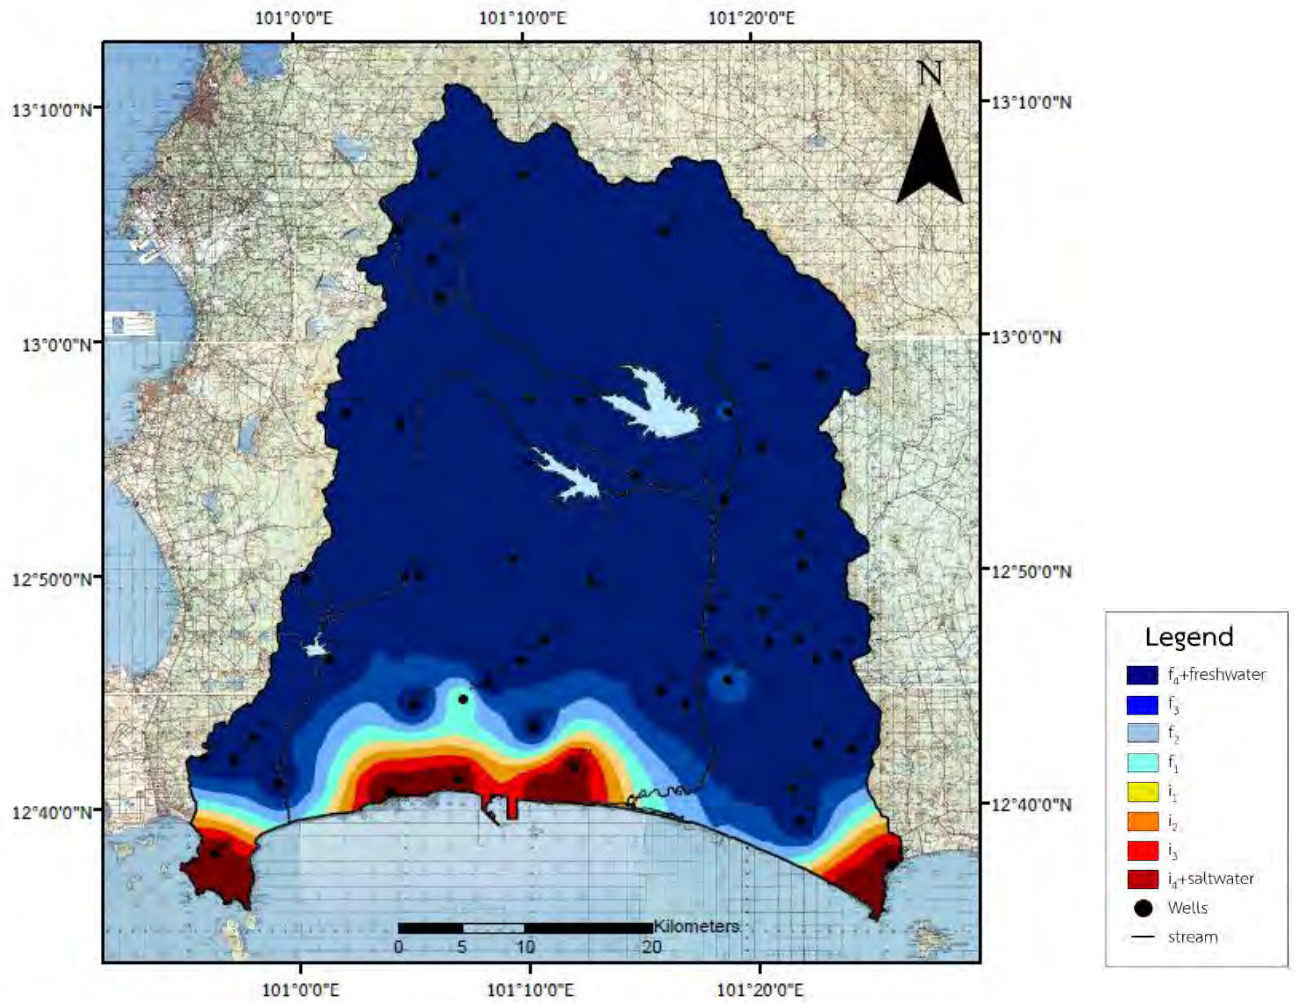 101°0'0"E 101°10'0"E 101°20'0"E
N
13°10'0"N 13°10'0"N
13°0'0"N 13°0'0"N
12°50'0"N 12°50'0"N
12°40'0"N 12°40'0"N
Legend
f₄+freshwater
f₃
f₂
f₁
i₁
i₂
i₃
i₄+saltwater
Wells
stream
Kilometers
0 5 10 20
101°0'0"E 101°10'0"E 101°20'0"E